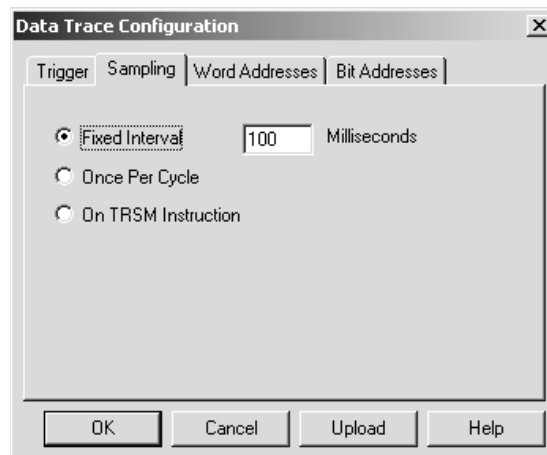 Data Trace Configuration
Trigger Sampling Word Addresses Bit Addresses
Fixed Interval 100 Milliseconds
Once Per Cycle
On TRSM Instruction
OK Cancel Upload Help